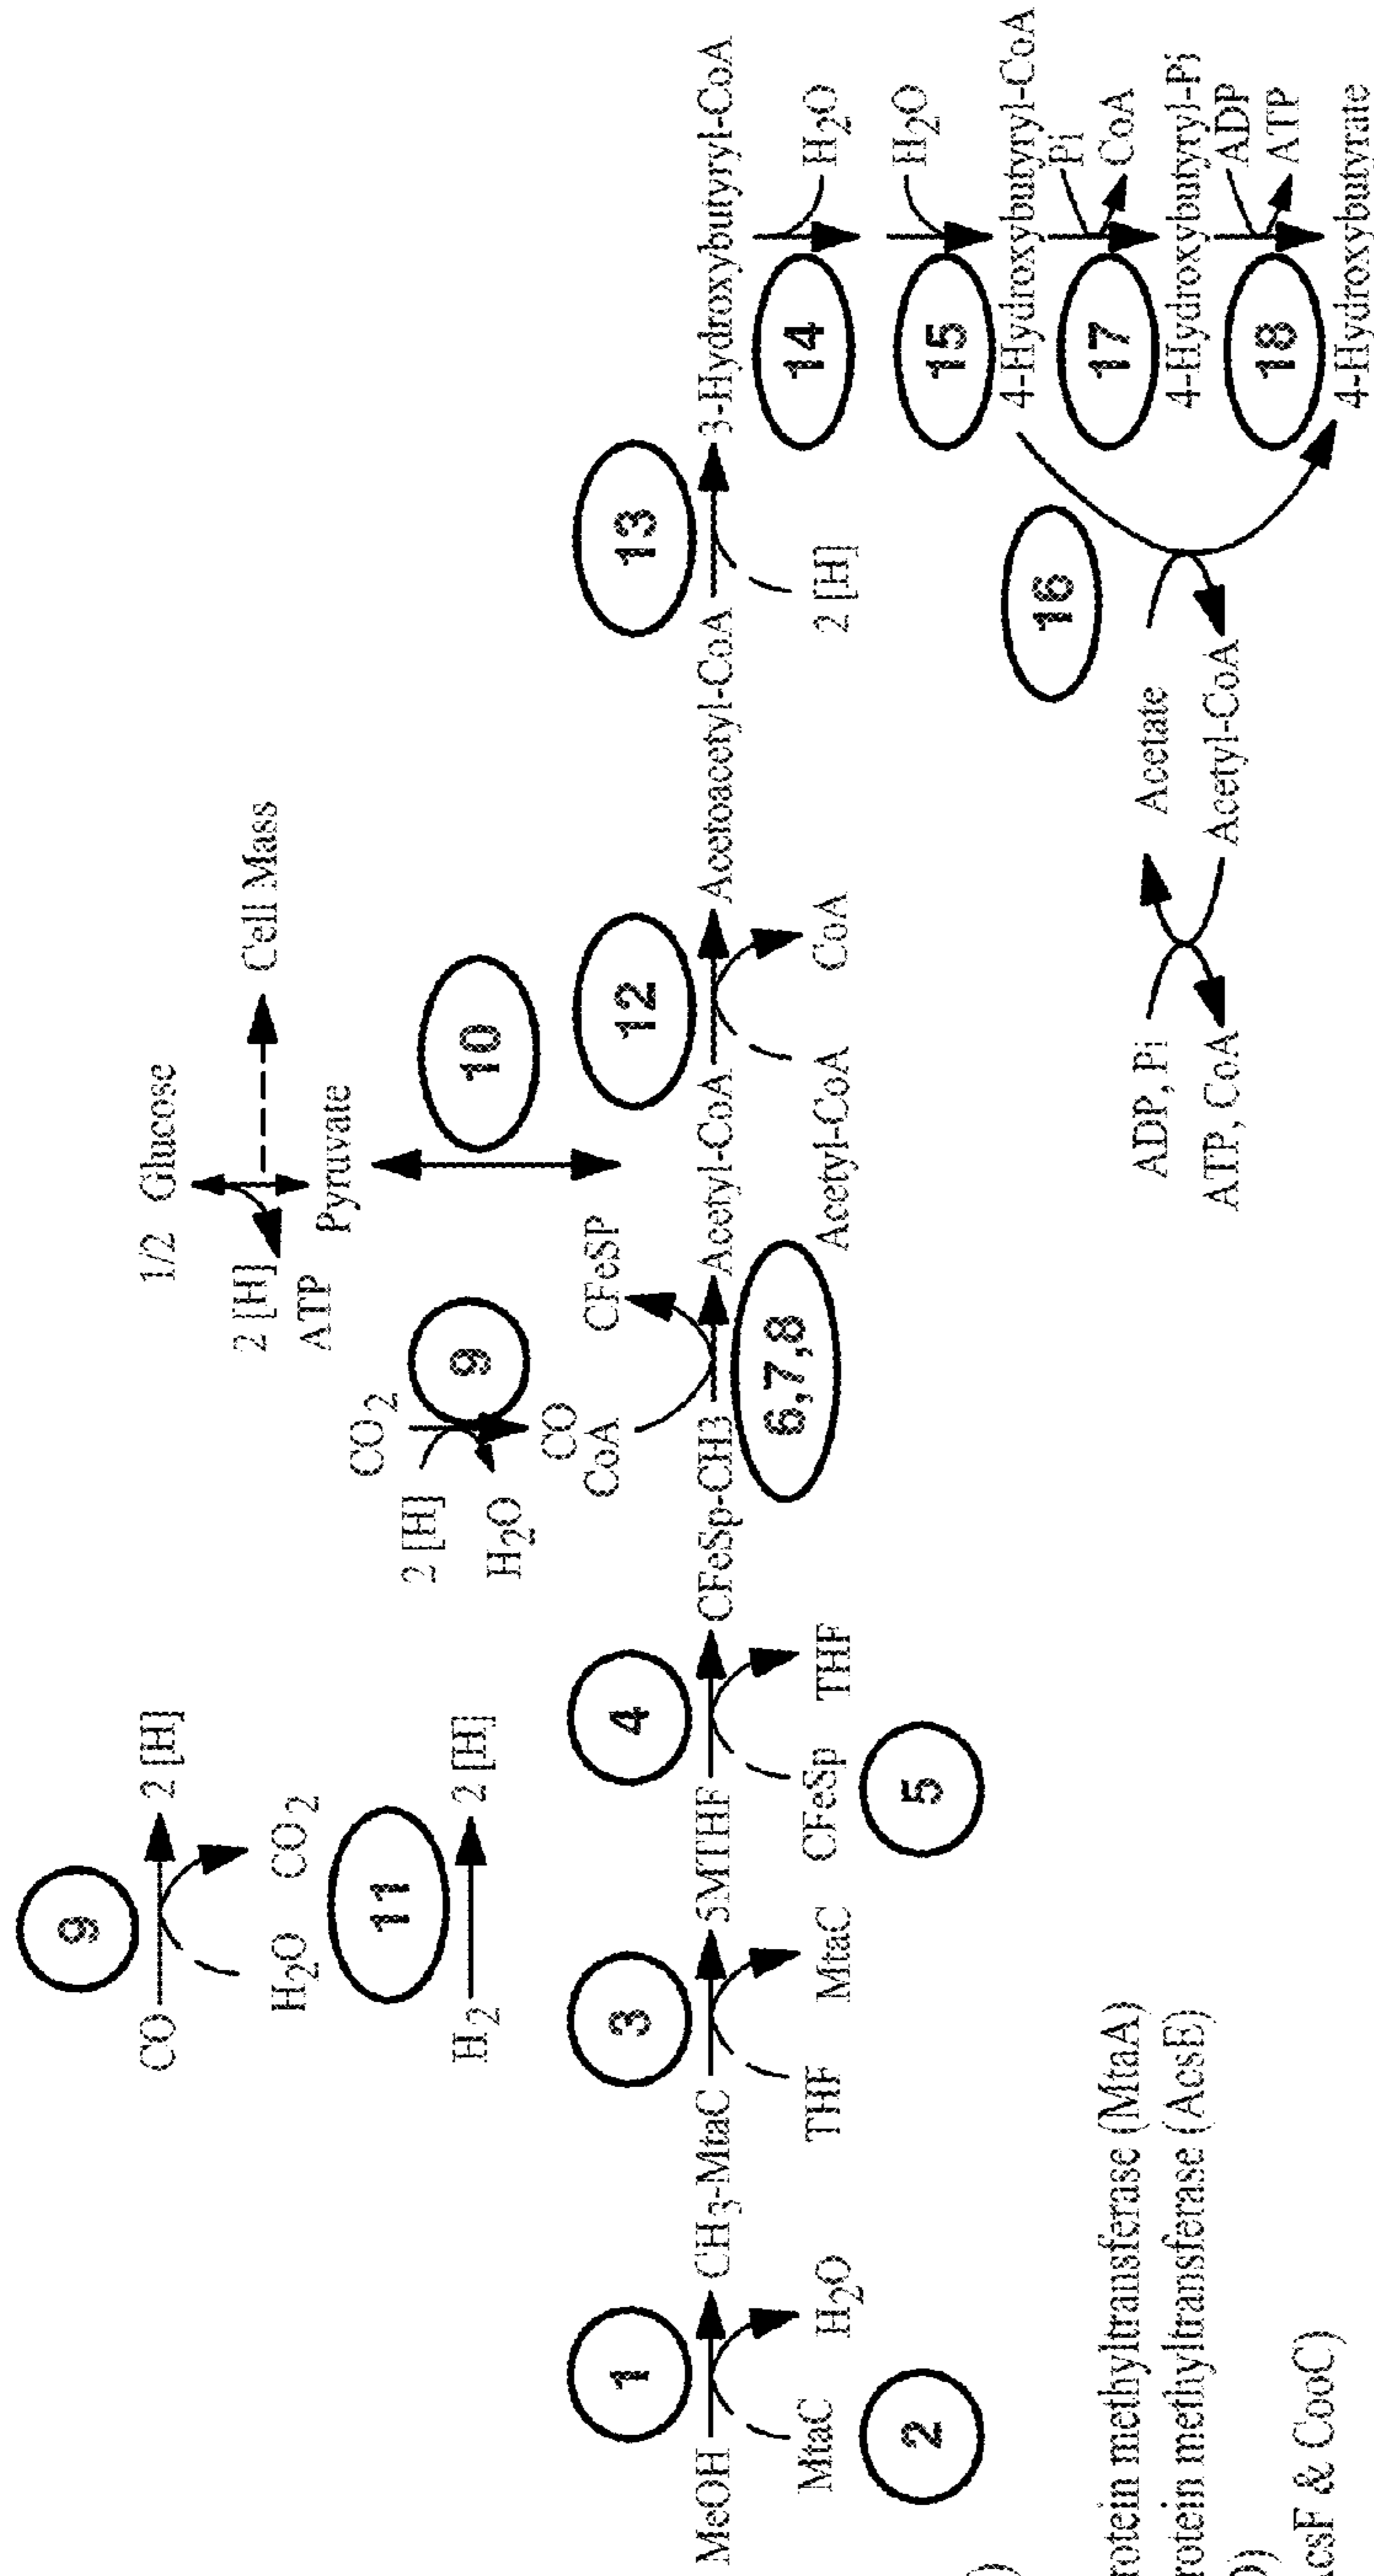 9
CO
2 [H]
H2O
CO2
11
H2
2 [H]
1/2 Glucose
2 [H]
ATP
Cell Mass
Pyruvate
10
CO2
2 [H]
9
H2O
CO
CoA
CFeSP
1
3
4
12
13
MeOH
CH3-MtaC
5MTHF
CFeSp-CH3
Acetyl-CoA
Acetoacetyl-CoA
3-Hydroxybutyryl-CoA
MtaC
H2O
THF
MtaC
CFeSp
THF
6,7,8
Acetyl-CoA
CoA
2 [H]
2
5
14
H2O
15
H2O
4-Hydroxybutyryl-CoA
16
17
Pi
CoA
4-Hydroxybutyryl-Pi
18
ADP
ATP
4-Hydroxybutyrate
ADP, Pi
Acetate
ATP, CoA
Acetyl-CoA
)
rotein methyltransferase (MtaA)
rotein methyltransferase (AcsE)
)
AcsF & CooC)